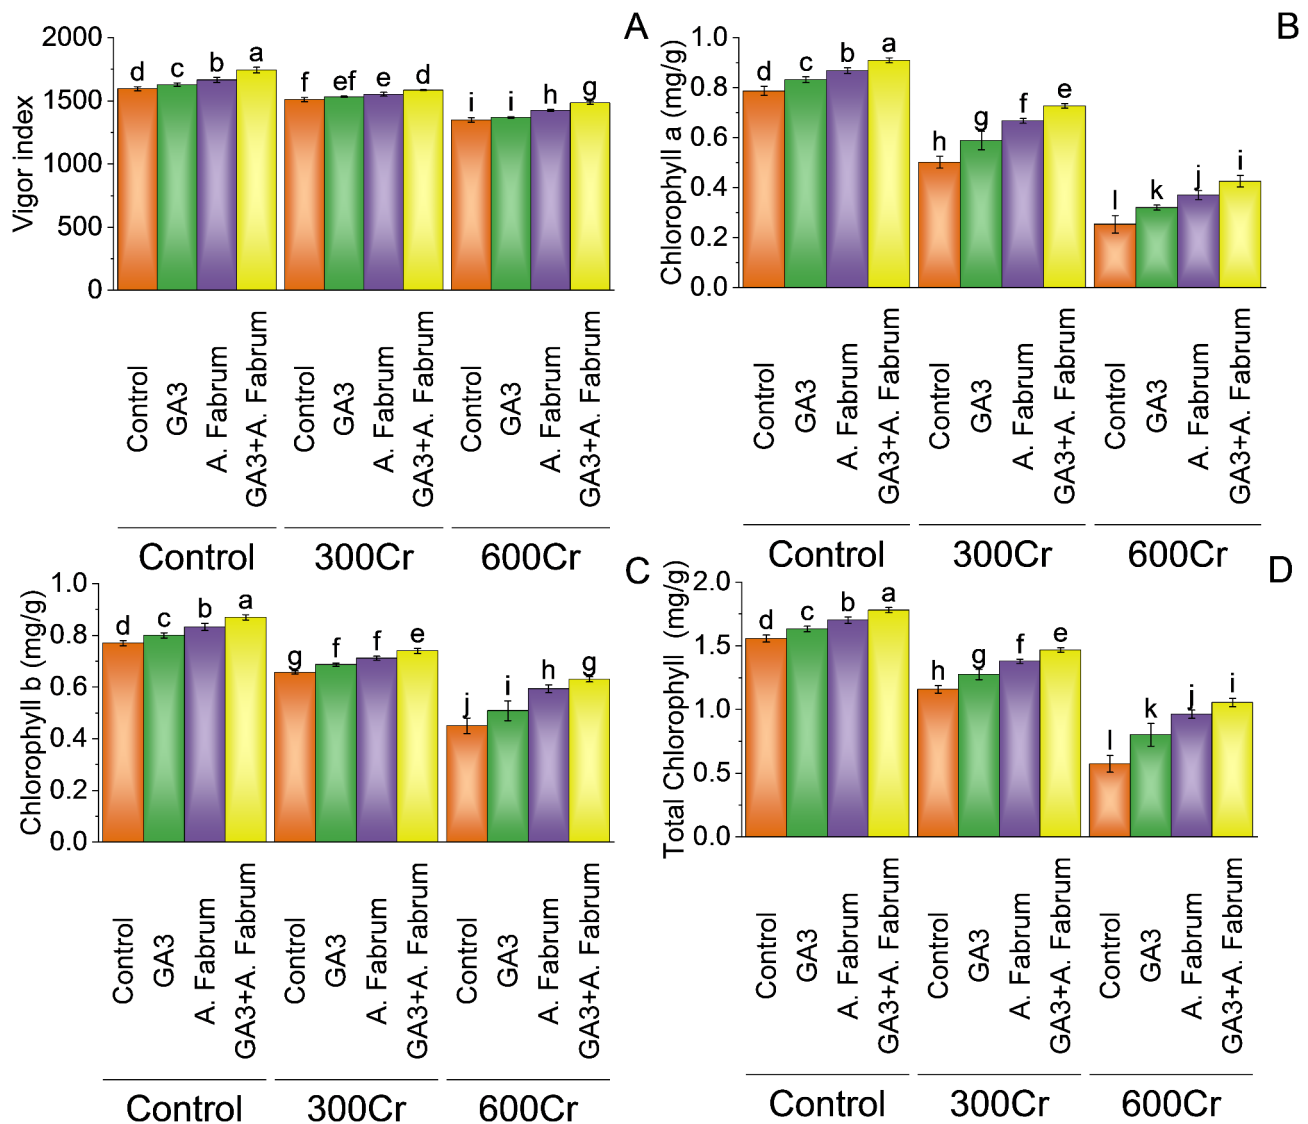 A
Vigor index
2000
1500
1000
500
0
d c b a
f ef e d
i i h g
Control
GA3
A. Fabrum
GA3+A. Fabrum
Control
GA3
A. Fabrum
GA3+A. Fabrum
Control
GA3
A. Fabrum
GA3+A. Fabrum
Control 300Cr 600Cr
B
Chlorophyll a (mg/g)
1.0
0.8
0.6
0.4
0.2
0.0
d c b a
h g f e
l k j i
Control
GA3
A. Fabrum
GA3+A. Fabrum
Control
GA3
A. Fabrum
GA3+A. Fabrum
Control
GA3
A. Fabrum
GA3+A. Fabrum
Control 300Cr 600Cr
C
Chlorophyll b (mg/g)
1.0
0.8
0.6
0.4
0.2
0.0
d c b a
g f f e
j i h g
Control
GA3
A. Fabrum
GA3+A. Fabrum
Control
GA3
A. Fabrum
GA3+A. Fabrum
Control
GA3
A. Fabrum
GA3+A. Fabrum
Control 300Cr 600Cr
D
Total Chlorophyll (mg/g)
2.0
1.5
1.0
0.5
0.0
d c b a
h g f e
l k j i
Control
GA3
A. Fabrum
GA3+A. Fabrum
Control
GA3
A. Fabrum
GA3+A. Fabrum
Control
GA3
A. Fabrum
GA3+A. Fabrum
Control 300Cr 600Cr